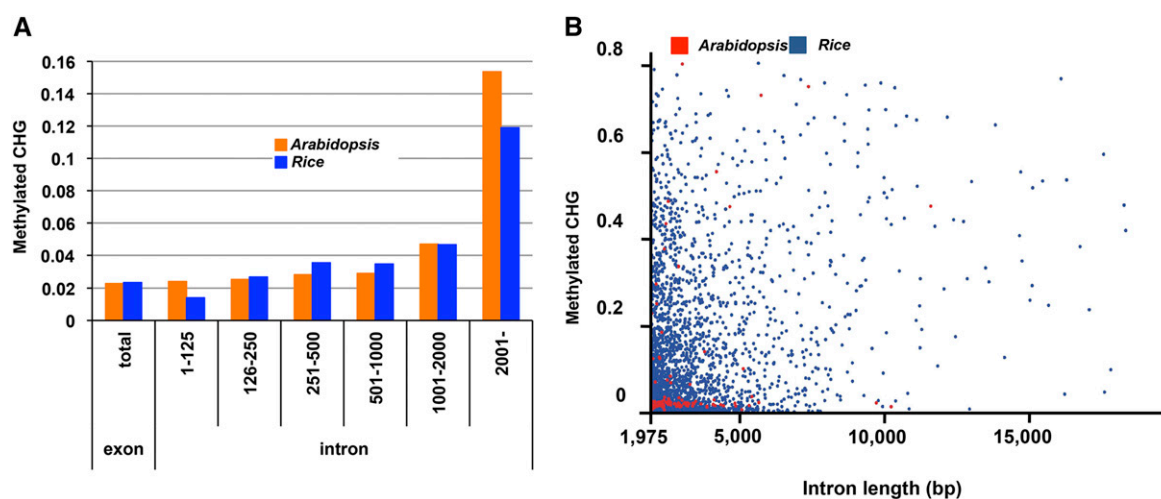 A
Methylated CHG
0.16
0.14
0.12
0.1
0.08
0.06
0.04
0.02
0
Arabidopsis
Rice
total
1-125
126-250
251-500
501-1000
1001-2000
2001-
exon
intron
B
Arabidopsis
Rice
Methylated CHG
0.8
0.6
0.4
0.2
0
1,975
5,000
10,000
15,000
Intron length (bp)